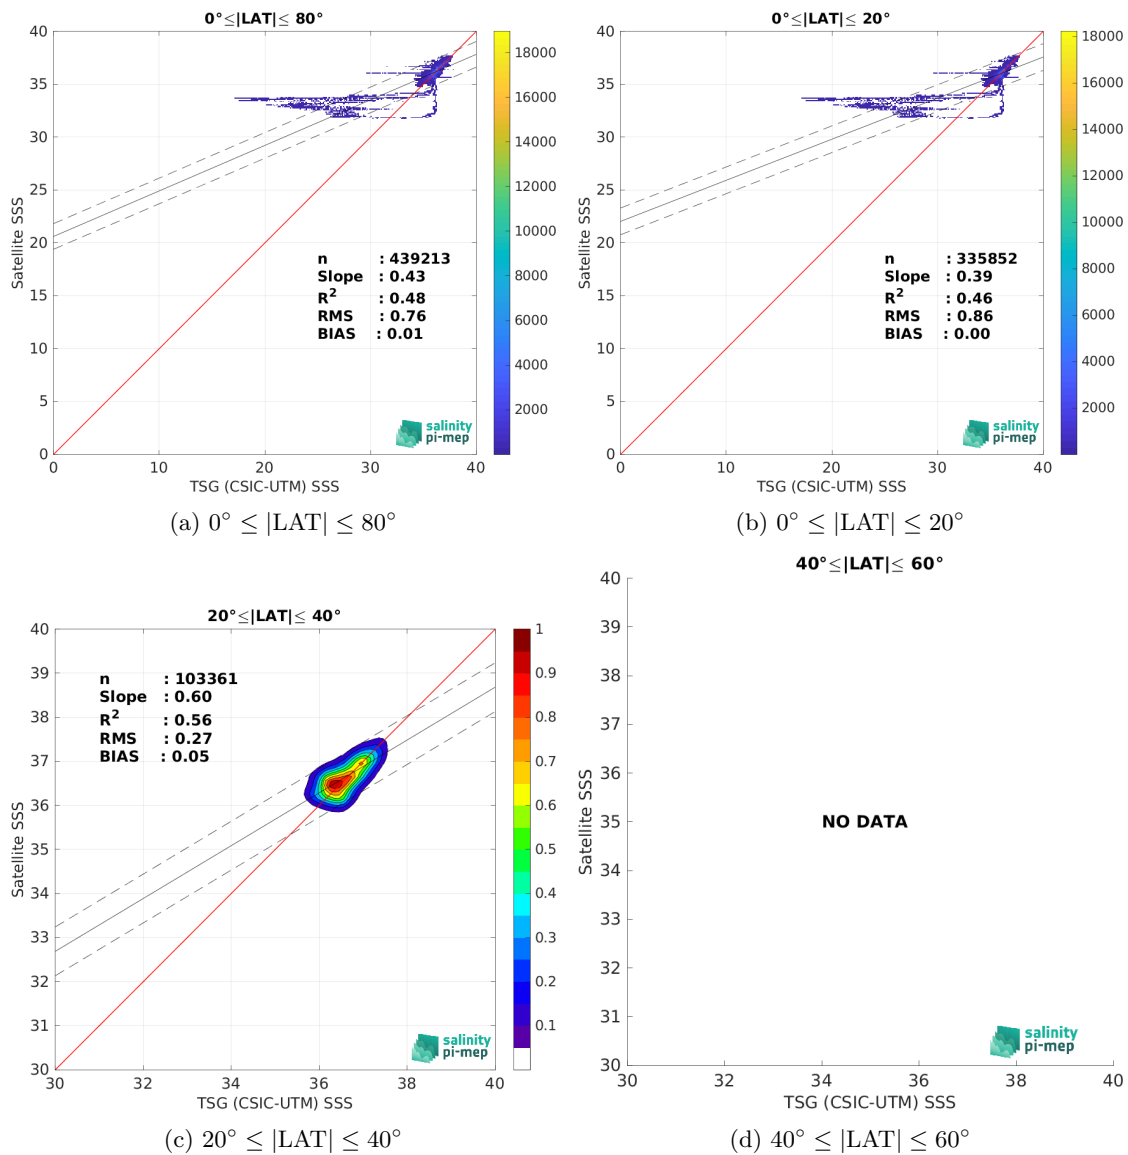 0°≤|LAT|≤ 80°
40
35
30
25
20
15
10
5
0
0
10
20
30
40
Satellite SSS
TSG (CSIC-UTM) SSS
n : 439213
Slope : 0.43
R² : 0.48
RMS : 0.76
BIAS : 0.01
salinity
pi-mep
18000
16000
14000
12000
10000
8000
6000
4000
2000
(a) 0° ≤ |LAT| ≤ 80°
0°≤|LAT|≤ 20°
40
35
30
25
20
15
10
5
0
0
10
20
30
40
Satellite SSS
TSG (CSIC-UTM) SSS
n : 335852
Slope : 0.39
R² : 0.46
RMS : 0.86
BIAS : 0.00
salinity
pi-mep
18000
16000
14000
12000
10000
8000
6000
4000
2000
(b) 0° ≤ |LAT| ≤ 20°
20°≤|LAT|≤ 40°
40
39
38
37
36
35
34
33
32
31
30
30
32
34
36
38
40
Satellite SSS
TSG (CSIC-UTM) SSS
n : 103361
Slope : 0.60
R² : 0.56
RMS : 0.27
BIAS : 0.05
salinity
pi-mep
1
0.9
0.8
0.7
0.6
0.5
0.4
0.3
0.2
0.1
(c) 20° ≤ |LAT| ≤ 40°
40°≤|LAT|≤ 60°
40
39
38
37
36
35
34
33
32
31
30
30
32
34
36
38
40
Satellite SSS
TSG (CSIC-UTM) SSS
NO DATA
salinity
pi-mep
(d) 40° ≤ |LAT| ≤ 60°